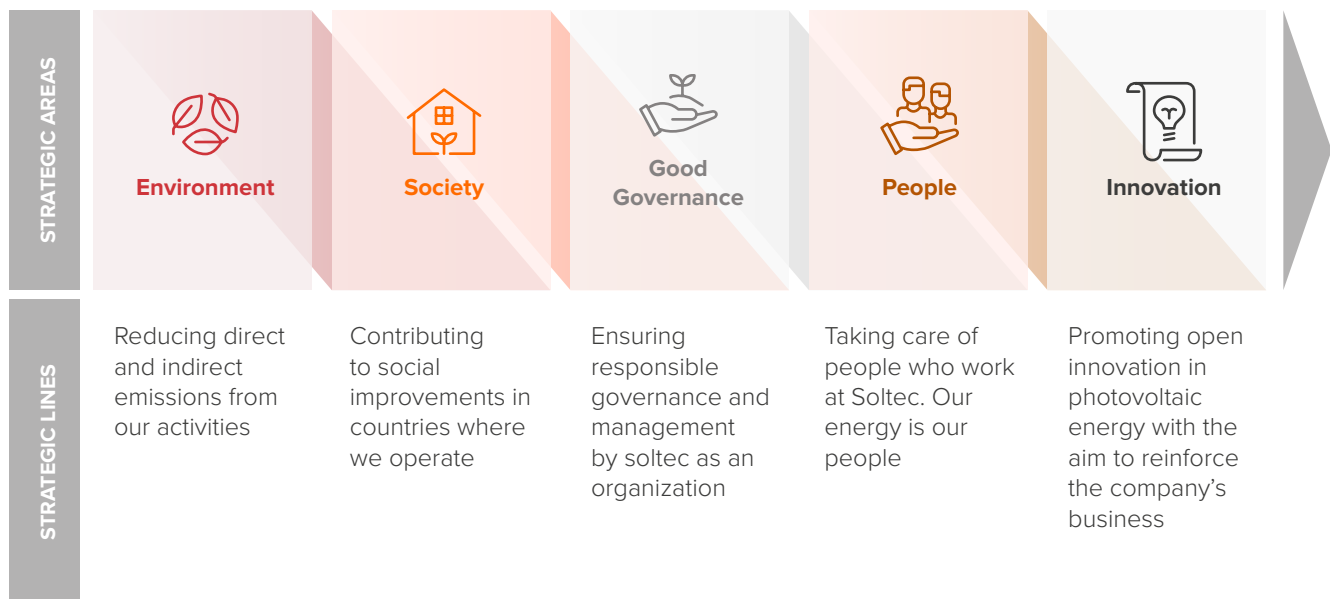 STRATEGIC AREAS
Environment
Society
Good
Governance
People
Innovation
STRATEGIC LINES
Reducing direct
and indirect
emissions from
our activities
Contributing
to social
improvements in
countries where
we operate
Ensuring
responsible
governance and
management
by soltec as an
organization
Taking care of
people who work
at Soltec. Our
energy is our
people
Promoting open
innovation in
photovoltaic
energy with the
aim to reinforce
the company’s
business